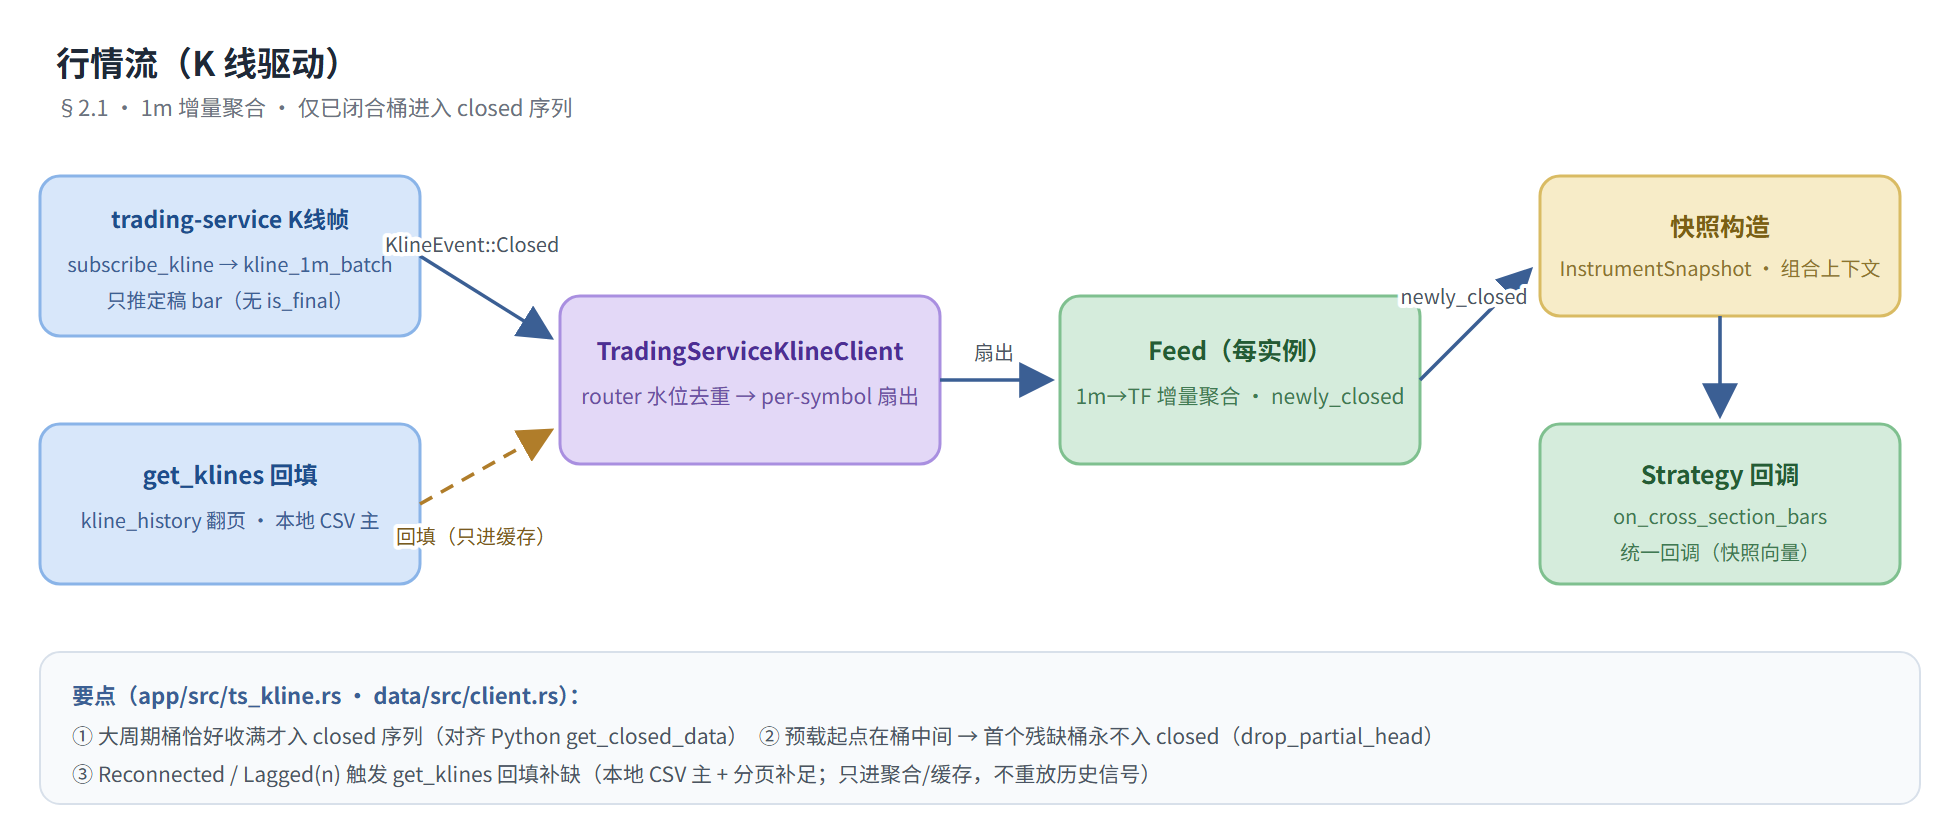 行情流（K 线驱动）
§2.1 · 1m 增量聚合 · 仅已闭合桶进入 closed 序列
trading-service K线帧
subscribe_kline → kline_1m_batch
只推定稿 bar（无 is_final）
KlineEvent::Closed
get_klines 回填
kline_history 翻页 · 本地 CSV 主
回填（只进缓存）
TradingServiceKlineClient
router 水位去重 → per-symbol 扇出
扇出
Feed（每实例）
1m→TF 增量聚合 · newly_closed
newly_closed
快照构造
InstrumentSnapshot · 组合上下文
Strategy 回调
on_cross_section_bars
统一回调（快照向量）
要点（app/src/ts_kline.rs · data/src/client.rs）：
① 大周期桶恰好收满才入 closed 序列（对齐 Python get_closed_data） ② 预载起点在桶中间 → 首个残缺桶永不入 closed（drop_partial_head）
③ Reconnected / Lagged(n) 触发 get_klines 回填补缺（本地 CSV 主 + 分页补足；只进聚合/缓存，不重放历史信号）